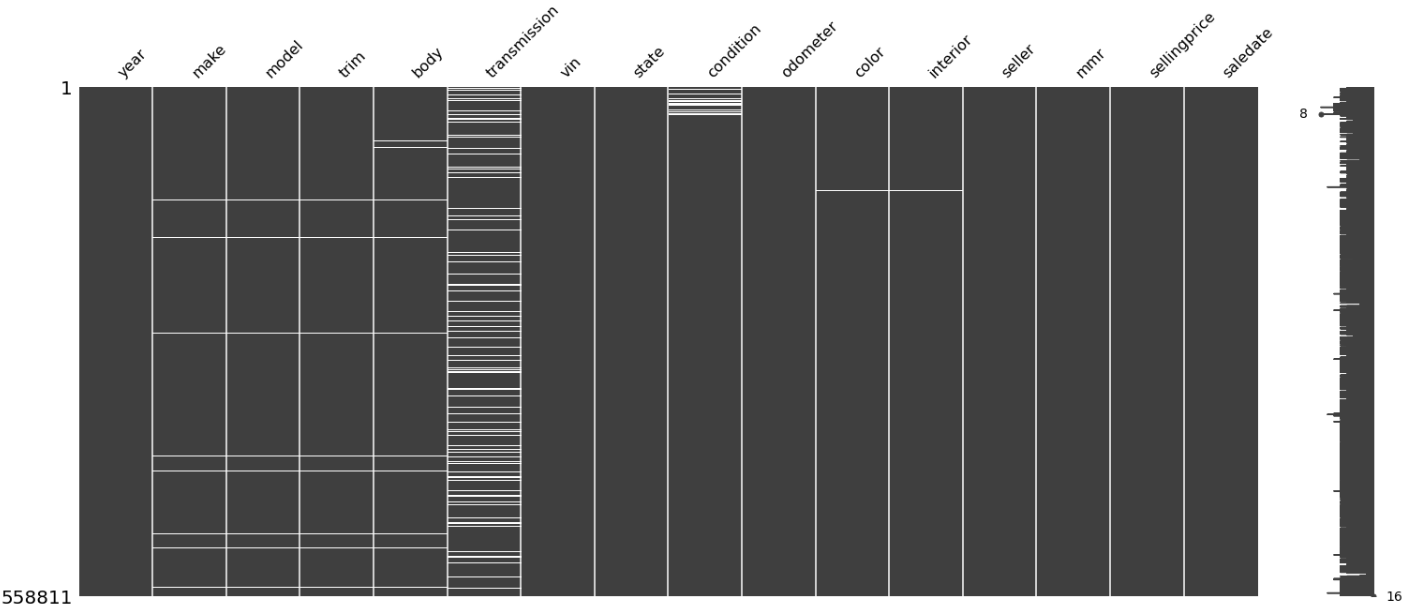 year make model trim body transmission vin state condition odometer color interior seller mmr sellingprice saledate
1
8
558811
16